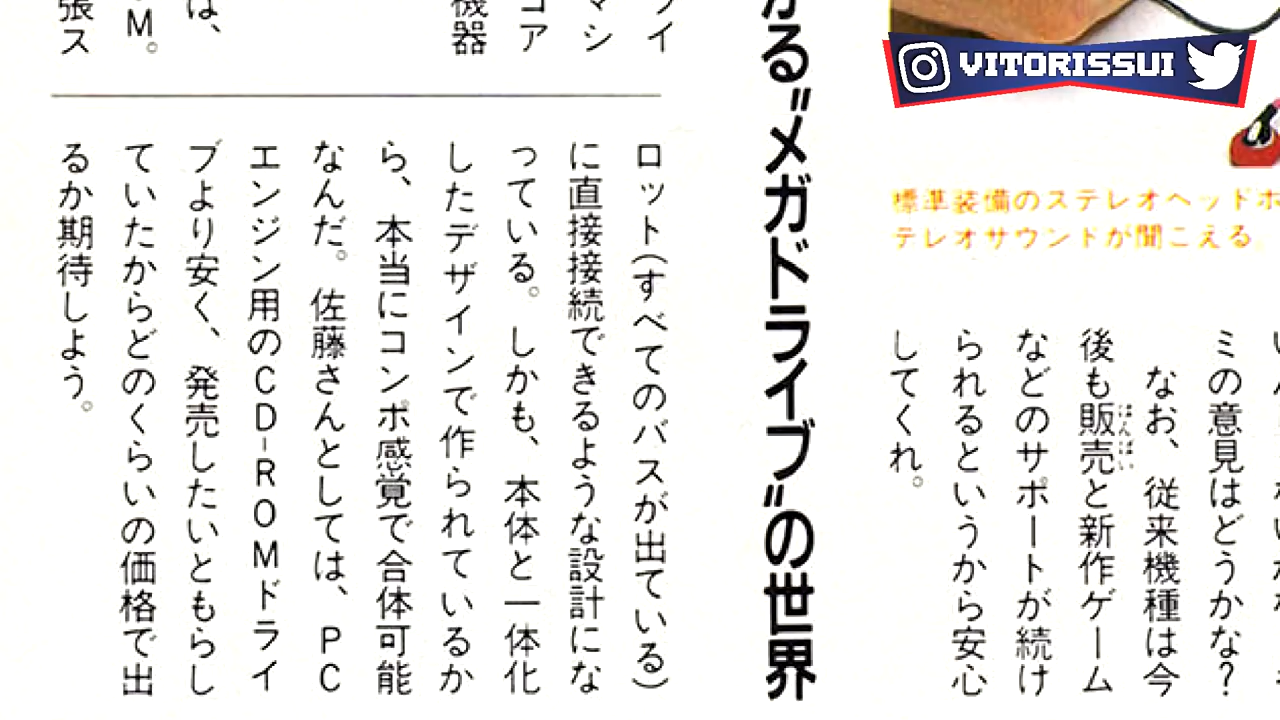 VITORISSUI
標準装備のステレオヘッドホ
テレオサウンドが聞こえる。
ミの意見はどうかな?
なお、従来機種は今
後も販売と新作ゲーム
はんばい
などのサポートが続け
られるというから安心
してくれ。
る"メガドライブ"の世界
ライ
マシ
コア
機器
は、
M。
張ス
ロット(すべてのバスが出ている)
に直接接続できるような設計にな
っている。しかも、本体と一体化
したデザインで作られているか
ら、本当にコンポ感覚で合体可能
なんだ。佐藤さんとしては、PC
エンジン用のCD-ROMドライ
ブより安く、発売したいともらし
ていたからどのくらいの価格で出
るか期待しよう。